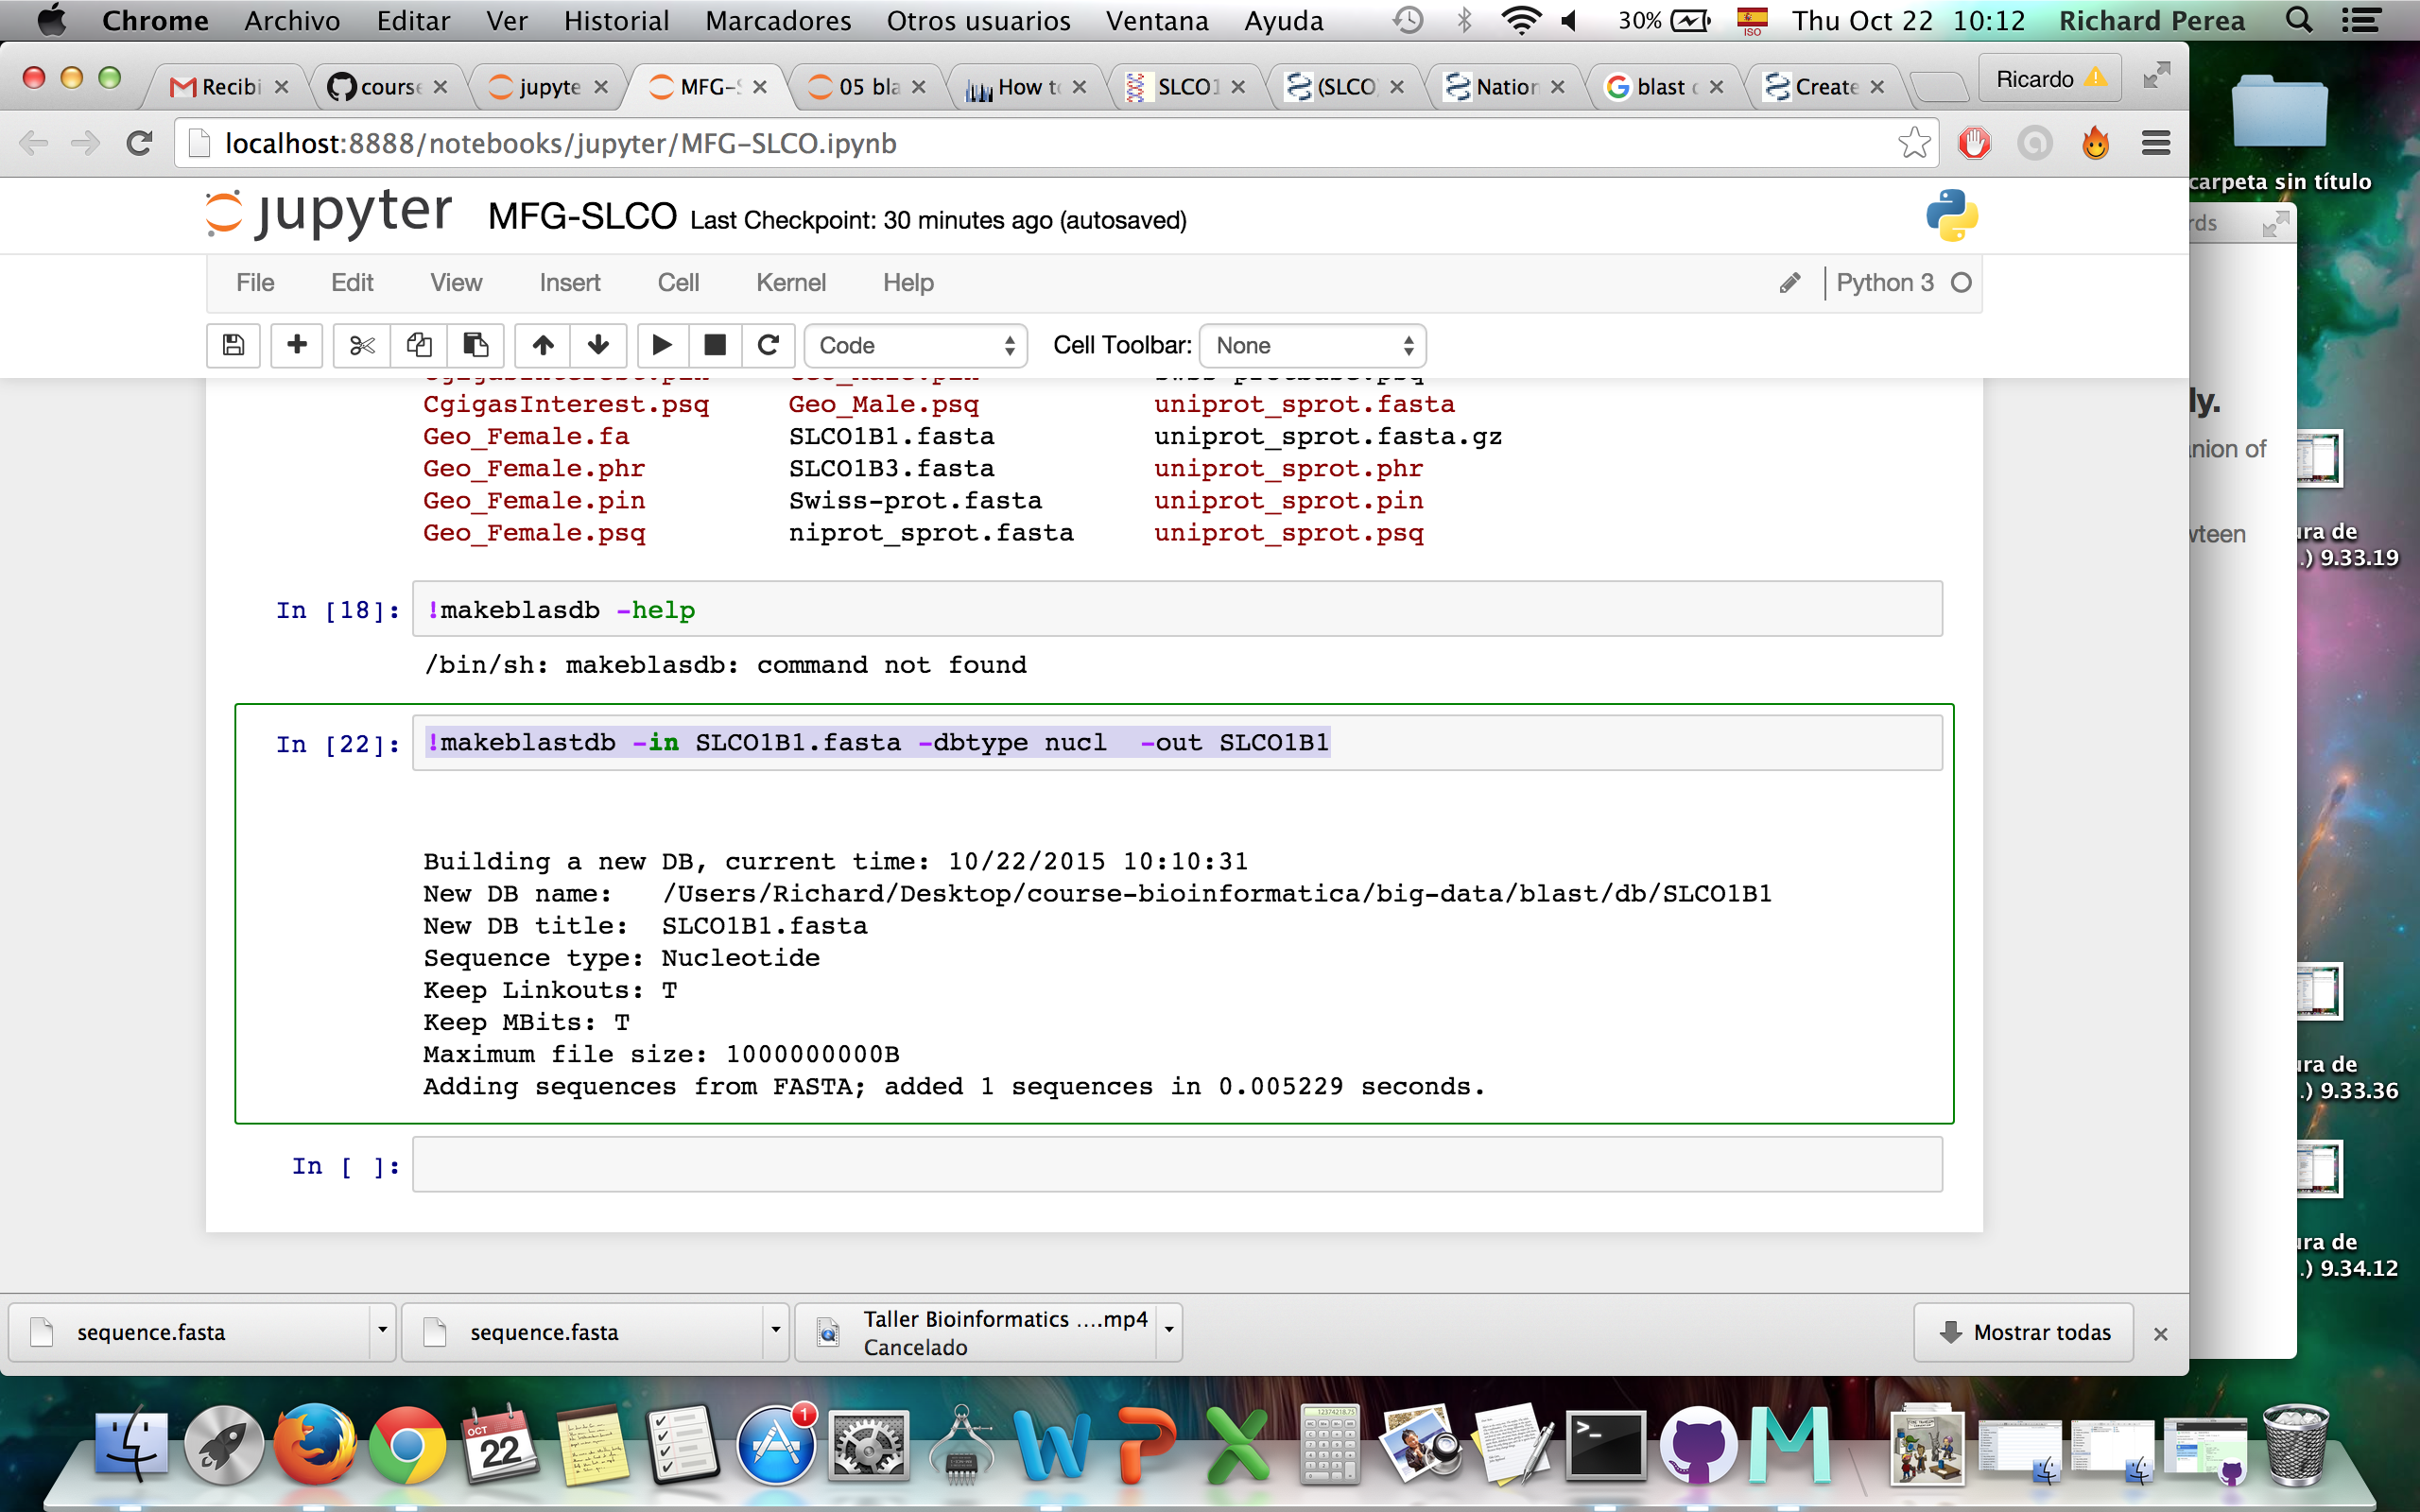 Chrome Archivo Editar Ver Historial Marcadores Otros usuarios Ventana Ayuda 30% ISO Thu Oct 22 10:12 Richard Perea
Recibi course jupyte MFG-S 05 bla How to SLCO1 (SLCO Nation blast Create Ricardo
localhost:8888/notebooks/jupyter/MFG-SLCO.ipynb
carpeta sin título
jupyter MFG-SLCO Last Checkpoint: 30 minutes ago (autosaved)
rds
File Edit View Insert Cell Kernel Help Python 3
Code Cell Toolbar: None
CgigasInterest.psq Geo_Male.psq uniprot_sprot.fasta
ly.
Geo_Female.fa SLCO1B1.fasta uniprot_sprot.fasta.gz
nion of
Geo_Female.phr SLCO1B3.fasta uniprot_sprot.phr
Geo_Female.pin Swiss-prot.fasta uniprot_sprot.pin
Geo_Female.psq niprot_sprot.fasta uniprot_sprot.psq
wteen
ura de
.) 9.33.19
In [18]: !makeblasdb -help
/bin/sh: makeblasdb: command not found
In [22]: !makeblastdb -in SLCO1B1.fasta -dbtype nucl  -out SLCO1B1
Building a new DB, current time: 10/22/2015 10:10:31
New DB name:   /Users/Richard/Desktop/course-bioinformatica/big-data/blast/db/SLCO1B1
New DB title:  SLCO1B1.fasta
Sequence type: Nucleotide
Keep Linkouts: T
Keep MBits: T
Maximum file size: 1000000000B
Adding sequences from FASTA; added 1 sequences in 0.005229 seconds.
ura de
.) 9.33.36
In [ ]:
ura de
.) 9.34.12
sequence.fasta sequence.fasta Taller Bioinformatics ....mp4 Mostrar todas
Cancelado
OCT
22
1